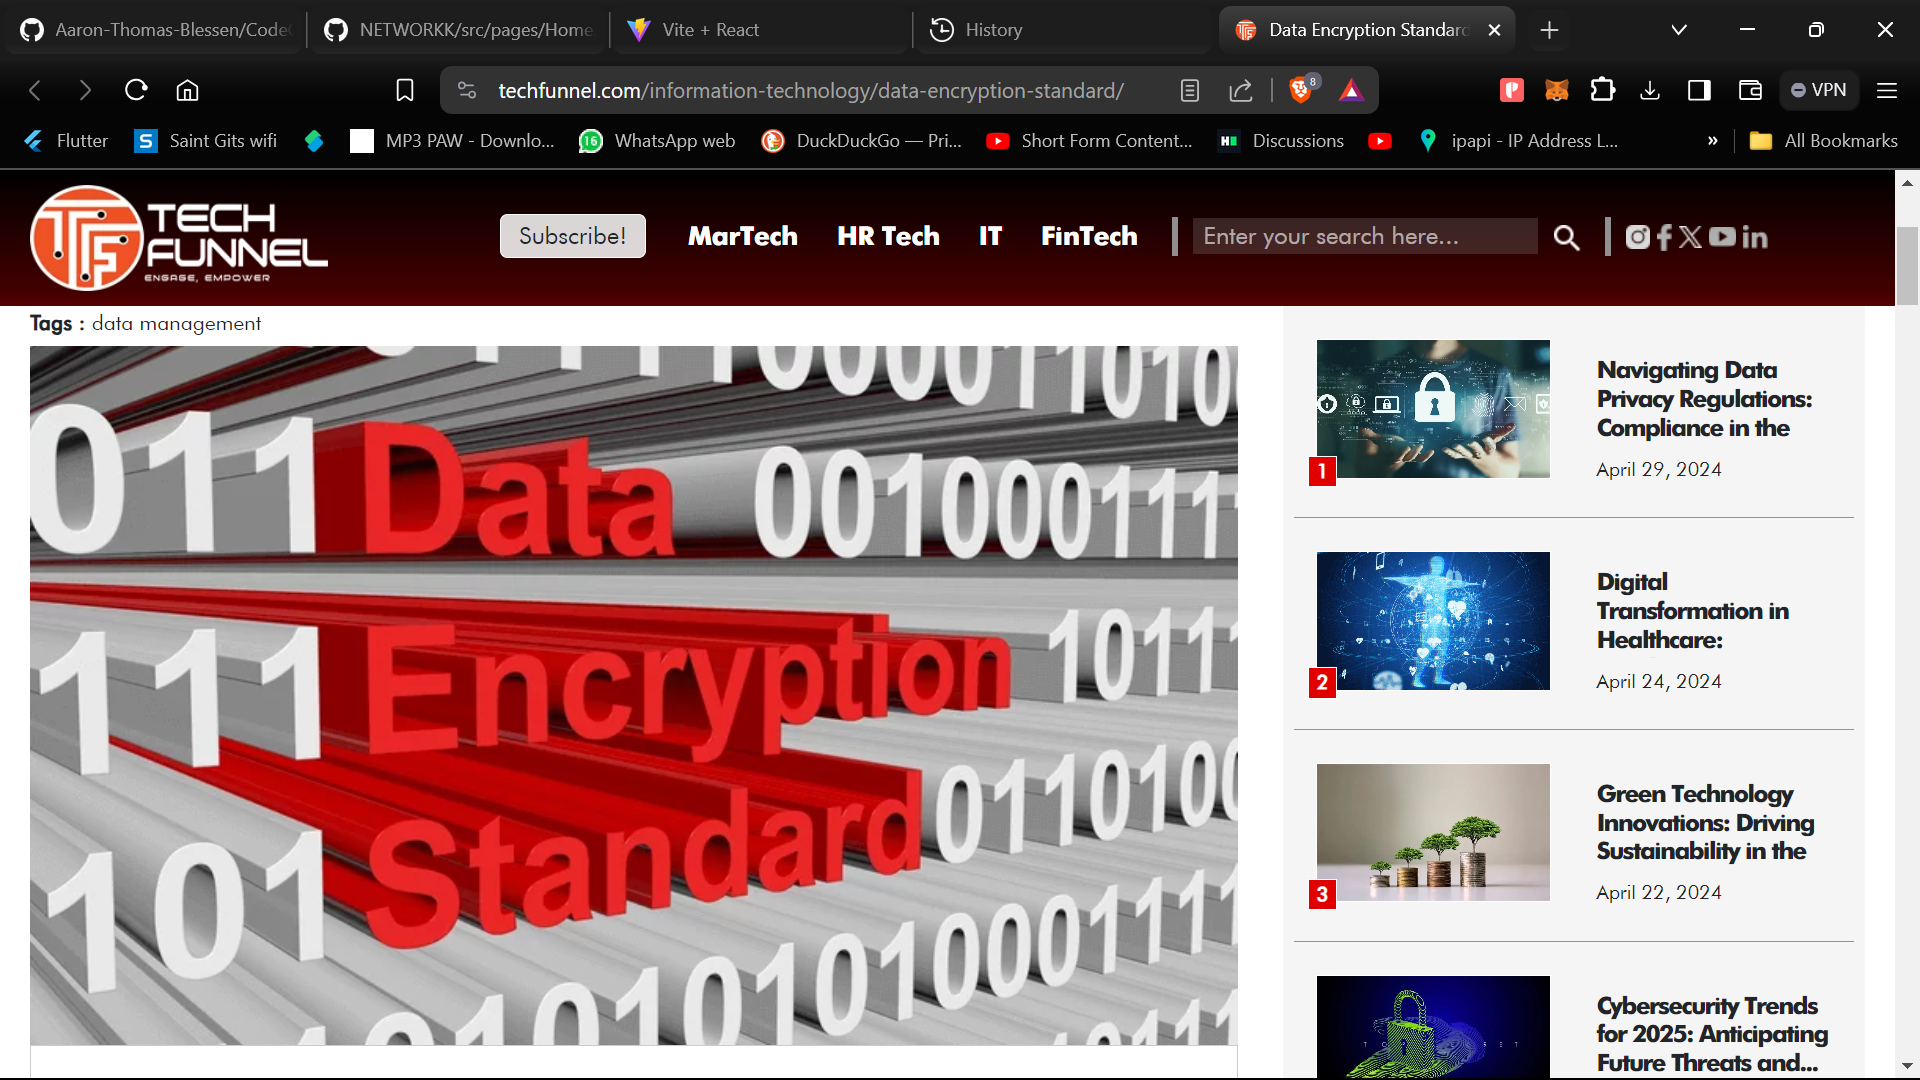 Aaron-Thomas-Blessen/Code
NETWORKK/src/pages/Home.
Vite + React
History
Data Encryption Standard
techfunnel.com/information-technology/data-encryption-standard/
8
VPN
Flutter
S
Saint Gits wifi
MP3 PAW - Downlo...
16
WhatsApp web
DuckDuckGo — Pri...
Short Form Content...
Discussions
ipapi - IP Address L...
»
All Bookmarks
TECH
FUNNEL
ENGAGE, EMPOWER
Subscribe!
MarTech
HR Tech
IT
FinTech
Enter your search here...
Tags : data management
011 Data 001000111
111 Encryption 10111
101 Standard 0110100
1
Navigating Data
Privacy Regulations:
Compliance in the
April 29, 2024
2
Digital
Transformation in
Healthcare:
April 24, 2024
3
Green Technology
Innovations: Driving
Sustainability in the
April 22, 2024
Cybersecurity Trends
for 2025: Anticipating
Future Threats and...